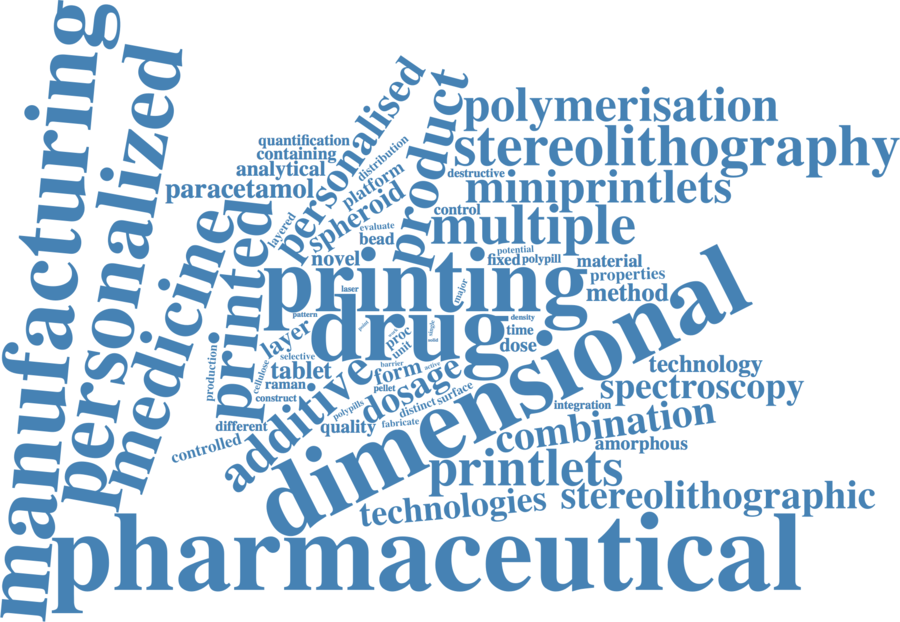 manufacturing
personalized
medicine
printed
personalised
product
polymerisation
stereolithography
destructive
miniprintlets
control
multiple
quantification
containing
analytical
paracetamol
distribution
platform
spheroid
layered
evaluate
bead
novel
potential
fixed
polypill
material
properties
method
printing
laser
major
pattern
density
drug
layer
proc
unit
single
solid
time
dose
selective
barrier
active
tablet
form
cellulose
raman
pellet
construct
production
dosage
polypills
distinct
surface
fabricate
quality
different
controlled
additive
dimensional
technology
spectroscopy
integration
combination
amorphous
printlets
technologies
stereolithographic
pharmaceutical